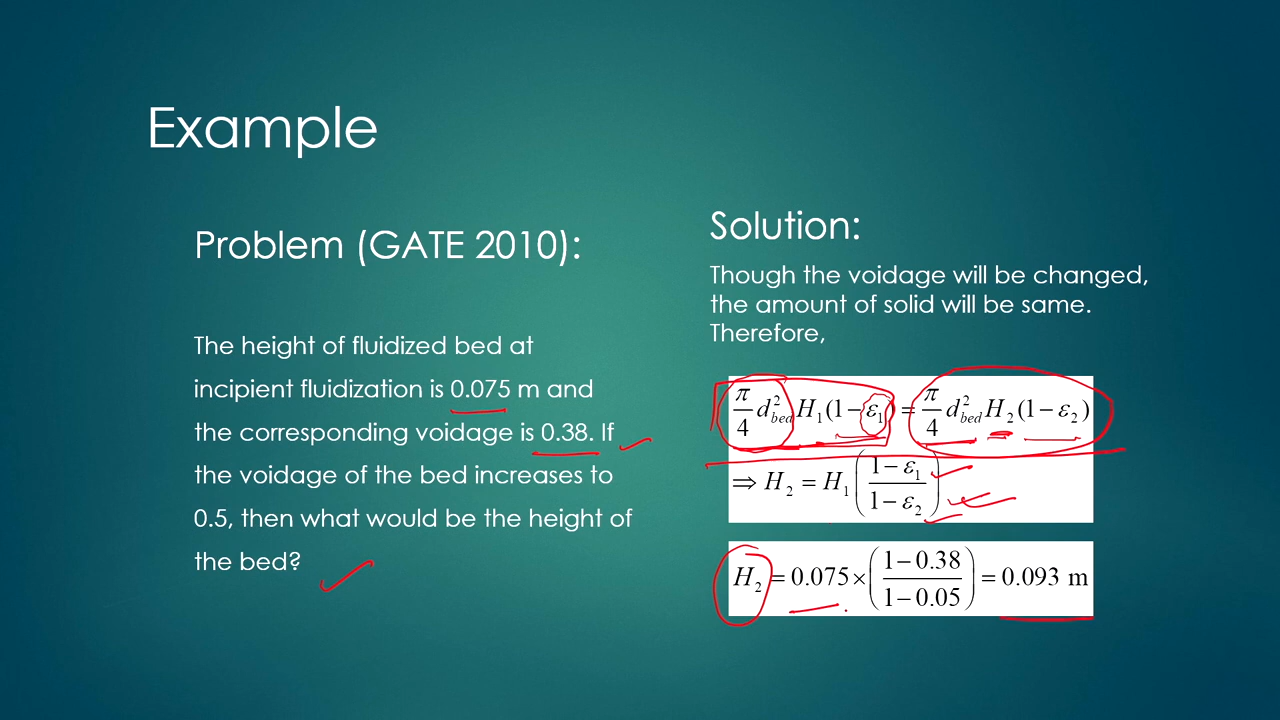 Example
Problem (GATE 2010):
The height of fluidized bed at
incipient fluidization is 0.075 m and
the corresponding voidage is 0.38. If
the voidage of the bed increases to
0.5, then what would be the height of
the bed?
Solution:
Though the voidage will be changed,
the amount of solid will be same.
Therefore,
π/4 d²_bed H₁(1−ε₁) = π/4 d²_bed H₂(1−ε₂)
⇒ H₂ = H₁((1−ε₁)/(1−ε₂))
H₂ = 0.075×((1−0.38)/(1−0.05)) = 0.093 m